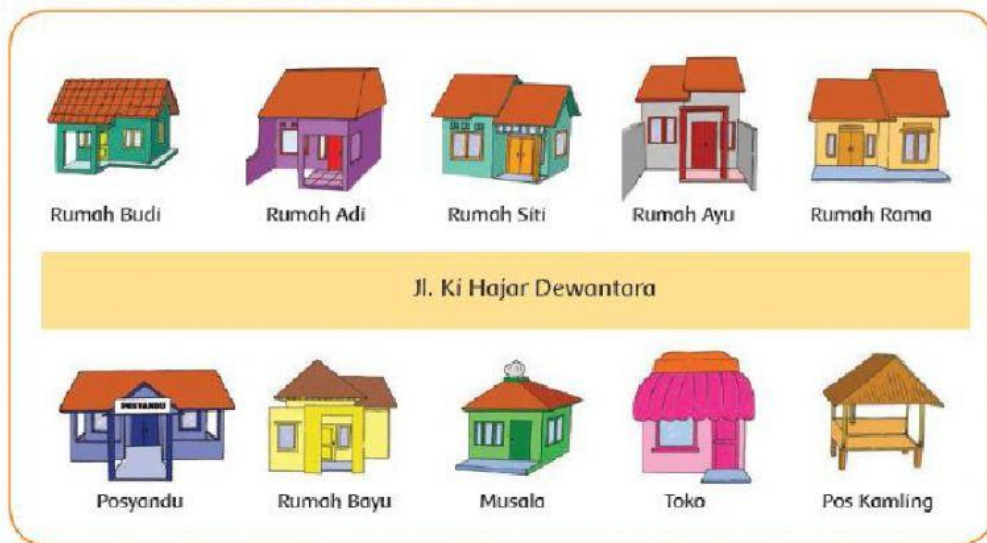 Rumah Budi
Rumah Adi
Rumah Siti
Rumah Ayu
Rumah Rama
Jl. Ki Hajar Dewantara
POSYANDU
Posyandu
Rumah Bayu
Musala
Toko
Pos Kamling